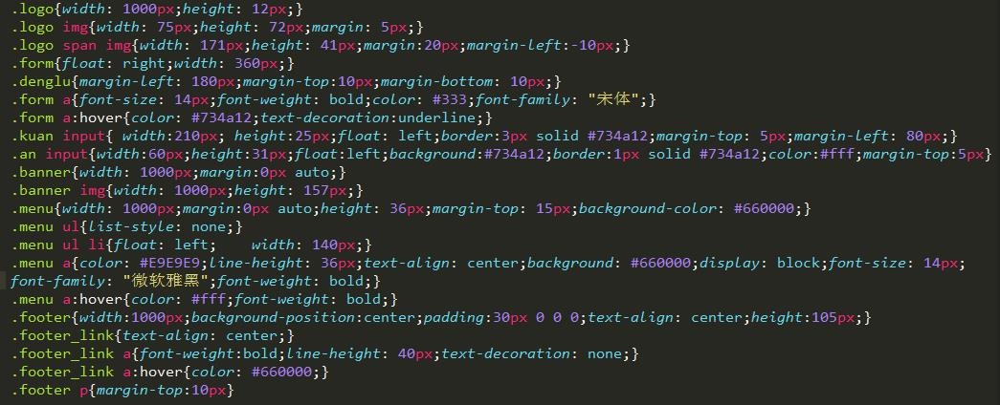 .logo{width: 1000px;height: 12px;}
.logo img{width: 75px;height: 72px;margin: 5px;}
.logo span img{width: 171px;height: 41px;margin:20px;margin-left:-10px;}
.form{float: right;width: 360px;}
.denglu{margin-left: 180px;margin-top:10px;margin-bottom: 10px;}
.form a{font-size: 14px;font-weight: bold;color: #333;font-family: "宋体";}
.form a:hover{color: #734a12;text-decoration:underline;}
.kuan input{ width:210px; height:25px;float: left;border:3px solid #734a12;margin-top: 5px;margin-left: 80px;}
.an input{width:60px;height:31px;float:left;background:#734a12;border:1px solid #734a12;color:#fff;margin-top:5px}
.banner{width: 1000px;margin:0px auto;}
.banner img{width: 1000px;height: 157px;}
.menu{width: 1000px;margin:0px auto;height: 36px;margin-top: 15px;background-color: #660000;}
.menu ul{list-style: none;}
.menu ul li{float: left;    width: 140px;}
.menu a{color: #E9E9E9;line-height: 36px;text-align: center;background: #660000;display: block;font-size: 14px;
font-family: "微软雅黑";font-weight: bold;}
.menu a:hover{color: #fff;font-weight: bold;}
.footer{width:1000px;background-position:center;padding:30px 0 0 0;text-align: center;height:105px;}
.footer_link{text-align: center;}
.footer_link a{font-weight:bold;line-height: 40px;text-decoration: none;}
.footer_link a:hover{color: #660000;}
.footer p{margin-top:10px}